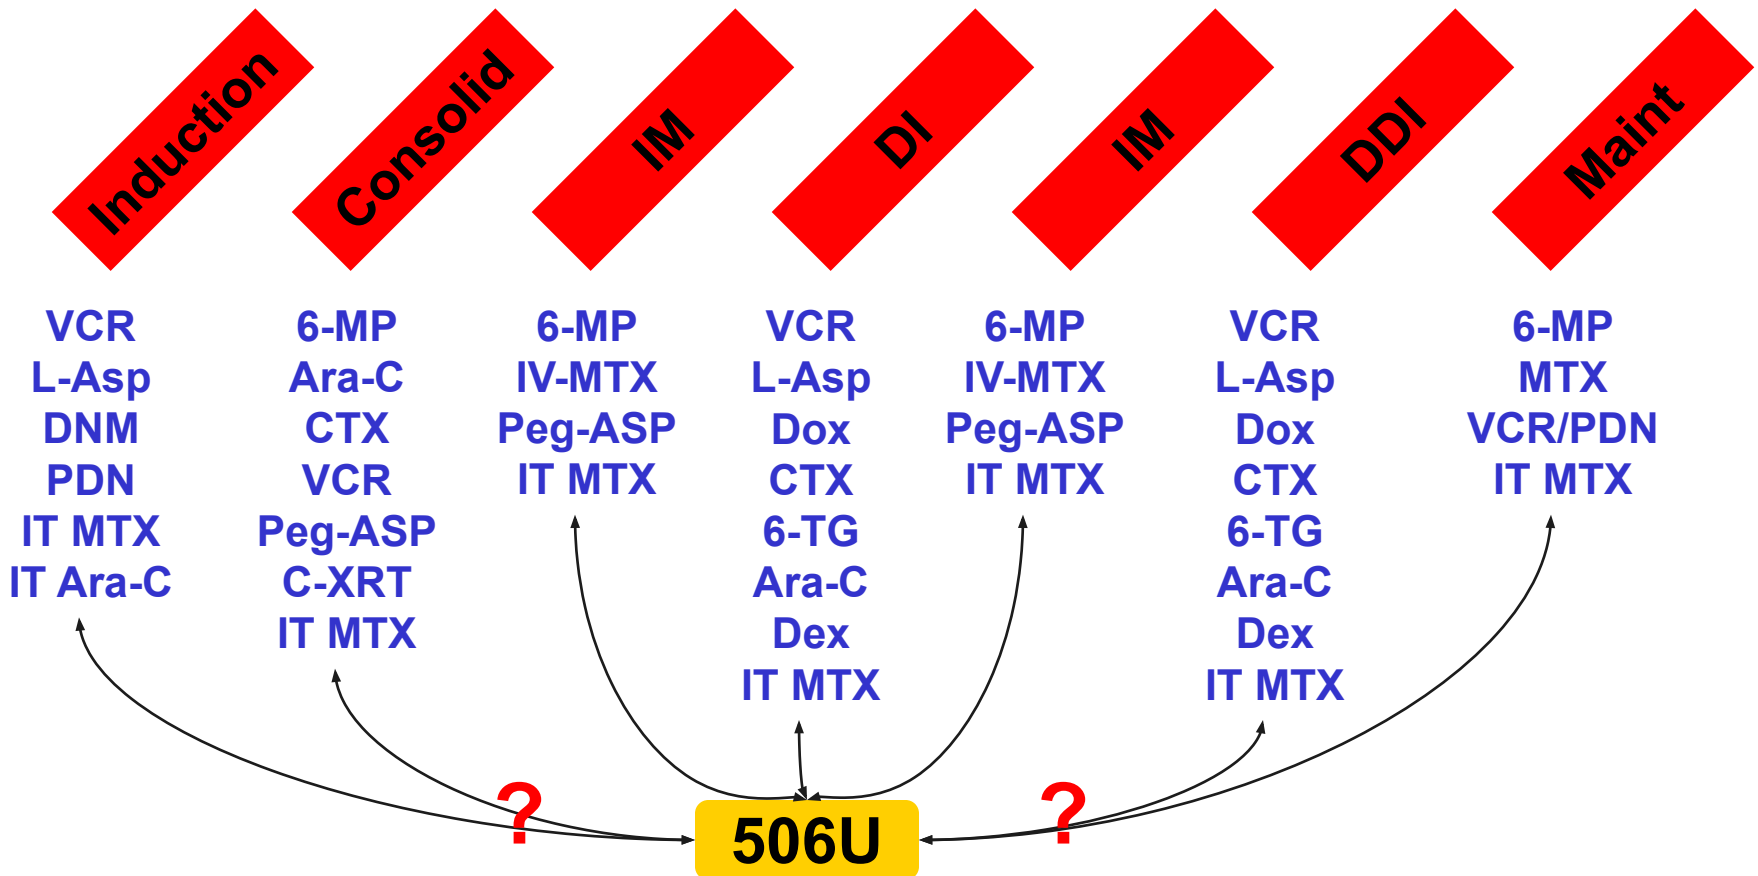 Induction
Consolid
IM
DI
IM
DDI
Maint
VCR
L-Asp
DNM
PDN
IT MTX
IT Ara-C
6-MP
Ara-C
CTX
VCR
Peg-ASP
C-XRT
IT MTX
6-MP
IV-MTX
Peg-ASP
IT MTX
VCR
L-Asp
Dox
CTX
6-TG
Ara-C
Dex
IT MTX
6-MP
IV-MTX
Peg-ASP
IT MTX
VCR
L-Asp
Dox
CTX
6-TG
Ara-C
Dex
IT MTX
6-MP
MTX
VCR/PDN
IT MTX
?
?
506U